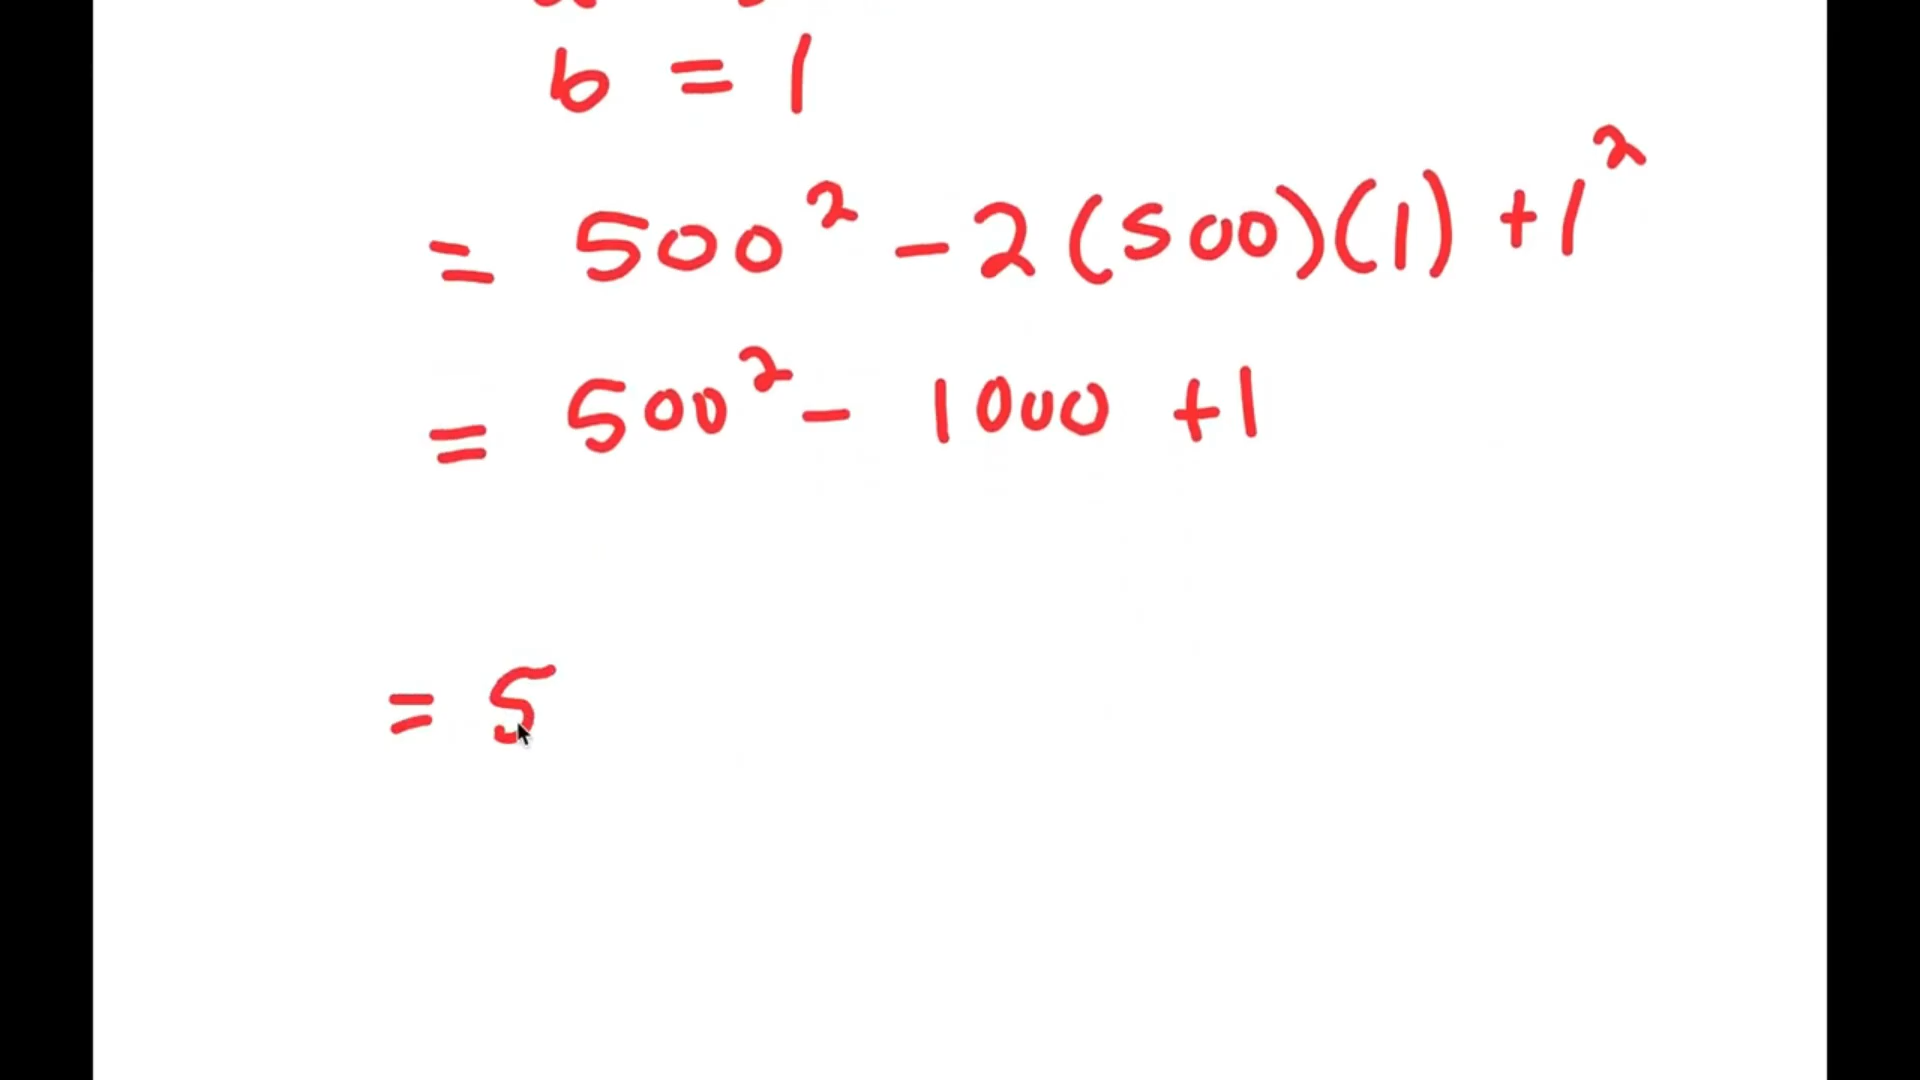 b = 1
= 500² - 2(500)(1) + 1²
= 500² - 1000 + 1
= 5